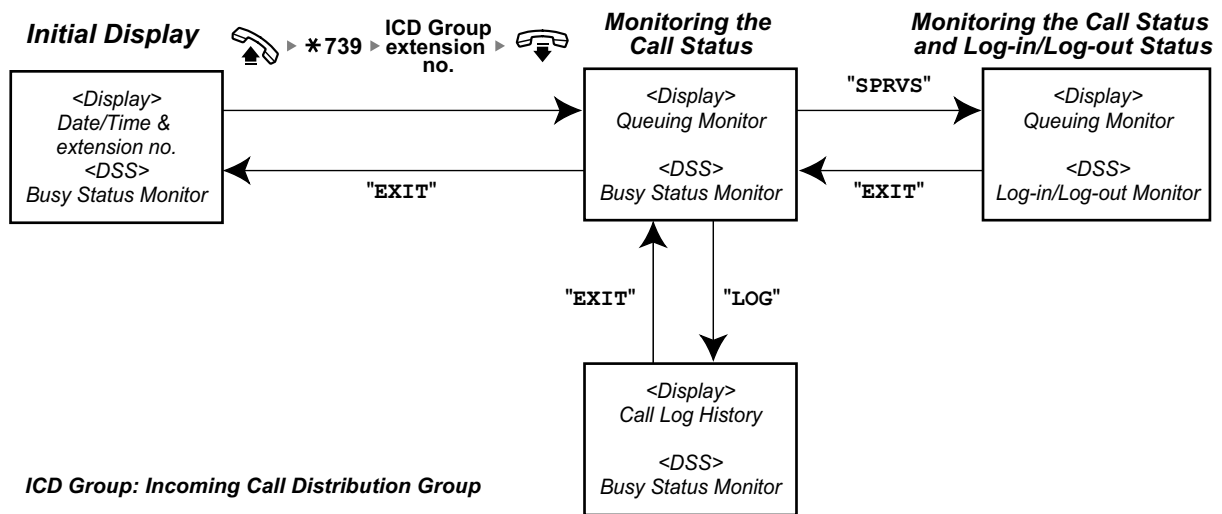 Initial Display
✱739
ICD Group
extension
no.
Monitoring the
Call Status
Monitoring the Call Status
and Log-in/Log-out Status
<Display>
Date/Time &
extension no.
<DSS>
Busy Status Monitor
"EXIT"
<Display>
Queuing Monitor
<DSS>
Busy Status Monitor
"SPRVS"
"EXIT"
<Display>
Queuing Monitor
<DSS>
Log-in/Log-out Monitor
"EXIT"
"LOG"
<Display>
Call Log History
<DSS>
Busy Status Monitor
ICD Group: Incoming Call Distribution Group